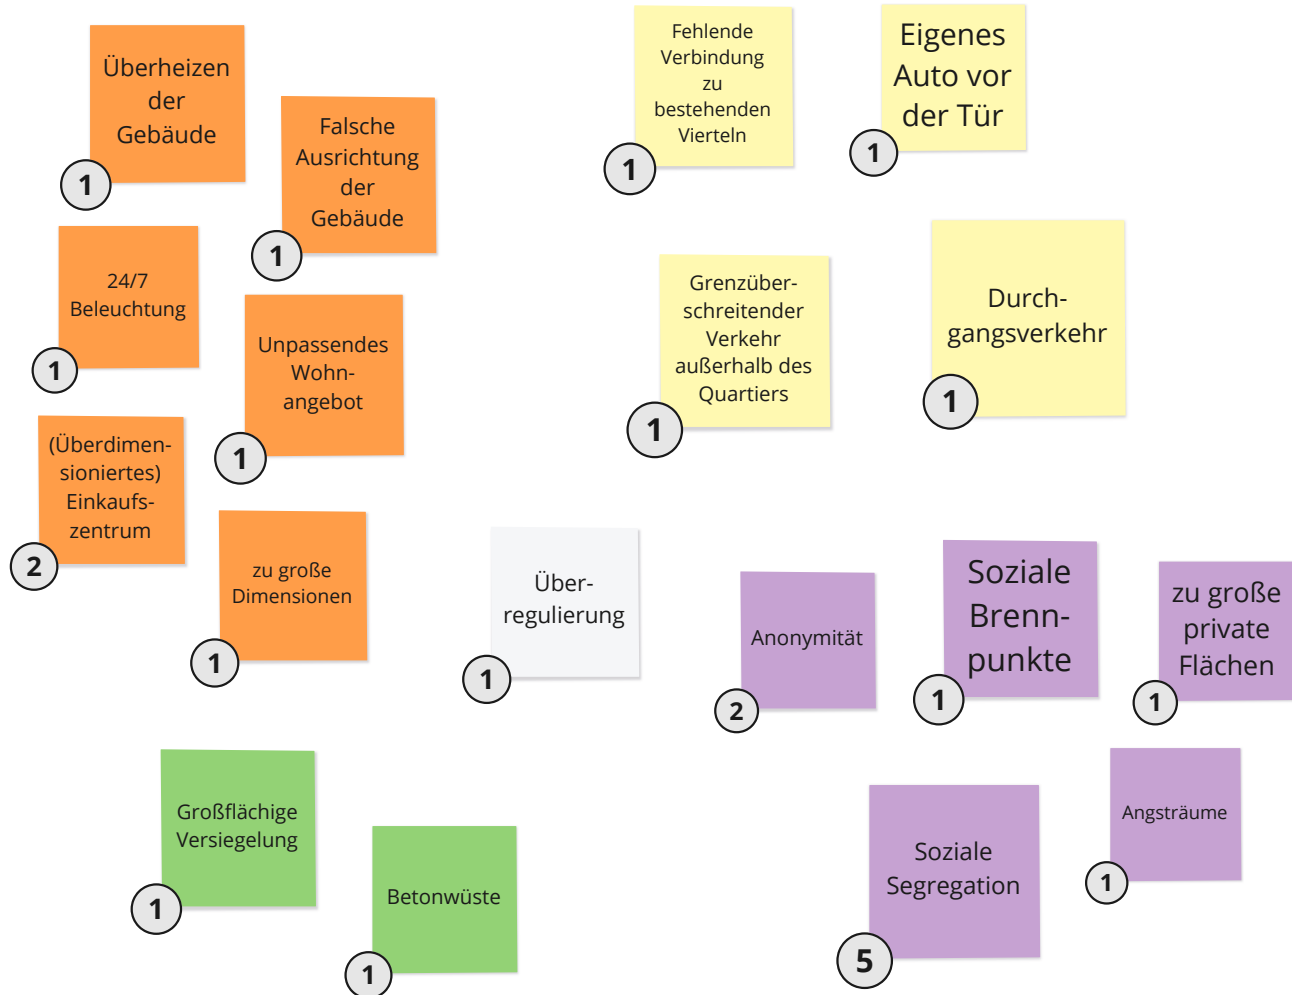 Überheizen
der
Gebäude
1
Falsche
Ausrichtung
der
Gebäude
1
24/7
Beleuchtung
1
Unpassendes
Wohn-
angebot
1
(Überdimen-
sioniertes)
Einkaufs-
zentrum
2
zu große
Dimensionen
1
Fehlende
Verbindung
zu
bestehenden
Vierteln
1
Eigenes
Auto vor
der Tür
1
Grenzüber-
schreitender
Verkehr
außerhalb des
Quartiers
1
Durch-
gangsverkehr
1
Über-
regulierung
1
Anonymität
2
Soziale
Brenn-
punkte
1
zu große
private
Flächen
1
Großflächige
Versiegelung
1
Betonwüste
1
Soziale
Segregation
5
Angsträume
1